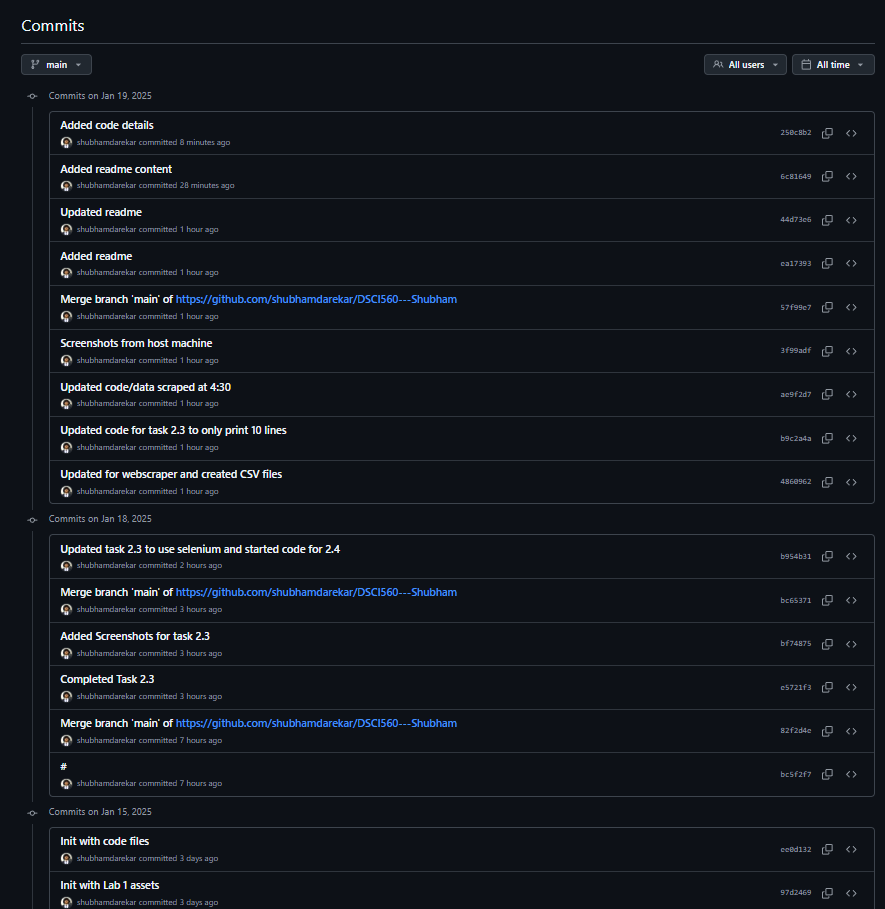 Commits
main
All users
All time
Commits on Jan 19, 2025
Added code details
shubhamdarekar committed 8 minutes ago
250c8b2
Added readme content
shubhamdarekar committed 28 minutes ago
6c81649
Updated readme
shubhamdarekar committed 1 hour ago
44d73e6
Added readme
shubhamdarekar committed 1 hour ago
ea17393
Merge branch 'main' of https://github.com/shubhamdarekar/DSCI560---Shubham
shubhamdarekar committed 1 hour ago
57f99e7
Screenshots from host machine
shubhamdarekar committed 1 hour ago
3f99adf
Updated code/data scraped at 4:30
shubhamdarekar committed 1 hour ago
ae9f2d7
Updated code for task 2.3 to only print 10 lines
shubhamdarekar committed 1 hour ago
b9c2a4a
Updated for webscraper and created CSV files
shubhamdarekar committed 1 hour ago
4860962
Commits on Jan 18, 2025
Updated task 2.3 to use selenium and started code for 2.4
shubhamdarekar committed 2 hours ago
b954b31
Merge branch 'main' of https://github.com/shubhamdarekar/DSCI560---Shubham
shubhamdarekar committed 3 hours ago
bc65371
Added Screenshots for task 2.3
shubhamdarekar committed 3 hours ago
bf74875
Completed Task 2.3
shubhamdarekar committed 3 hours ago
e5721f3
Merge branch 'main' of https://github.com/shubhamdarekar/DSCI560---Shubham
shubhamdarekar committed 7 hours ago
82f2d4e
#
shubhamdarekar committed 7 hours ago
bc5f2f7
Commits on Jan 15, 2025
Init with code files
shubhamdarekar committed 3 days ago
ee0d132
Init with Lab 1 assets
shubhamdarekar committed 3 days ago
97d2469